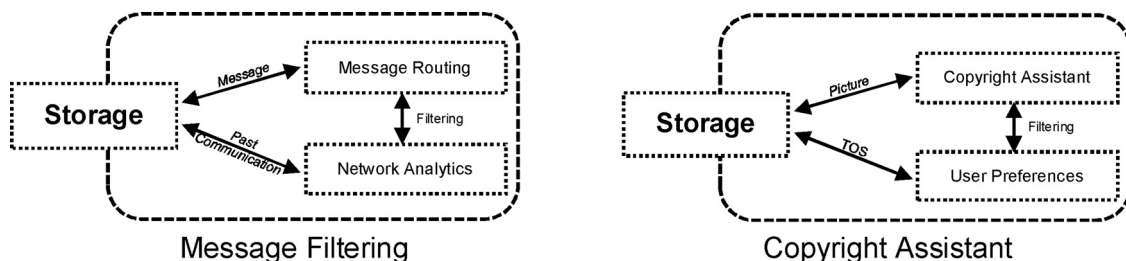 Message
Message Routing
Storage
Filtering
Past
Communication
Network Analytics
Message Filtering
Picture
Copyright Assistant
Storage
Filtering
TOS
User Preferences
Copyright Assistant